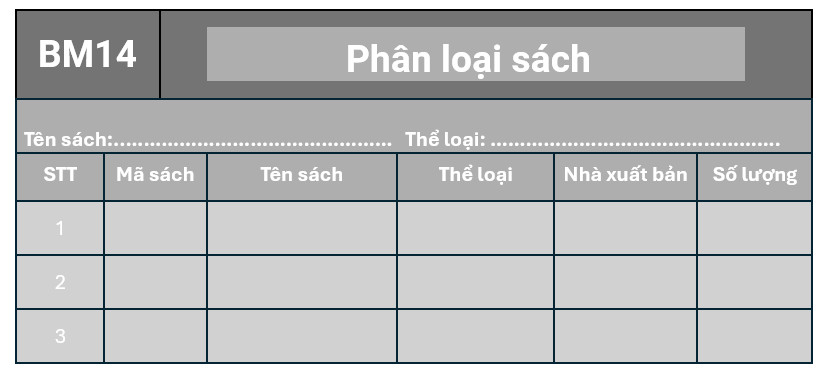 BM14 Phân loại sách
Tên sách:................................................. Thể loại: ...................................................
STT Mã sách Tên sách Thể loại Nhà xuất bản Số lượng
1
2
3